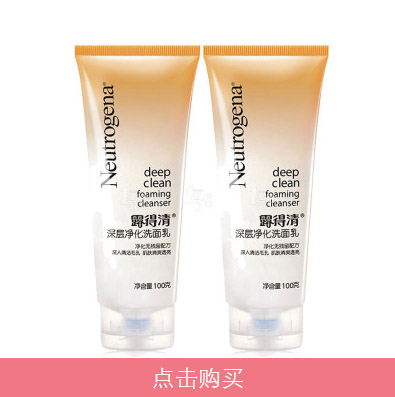 Neutrogena®
deep
clean
foaming
cleanser
露得清®
深层净化洗面乳
净化无残留配方
深入清洁毛孔 肌肤清爽透亮
净含量100克
Neutrogena®
deep
clean
foaming
cleanser
露得清®
深层净化洗面乳
净化无残留配方
深入清洁毛孔 肌肤清爽透亮
净含量100克
点击购买